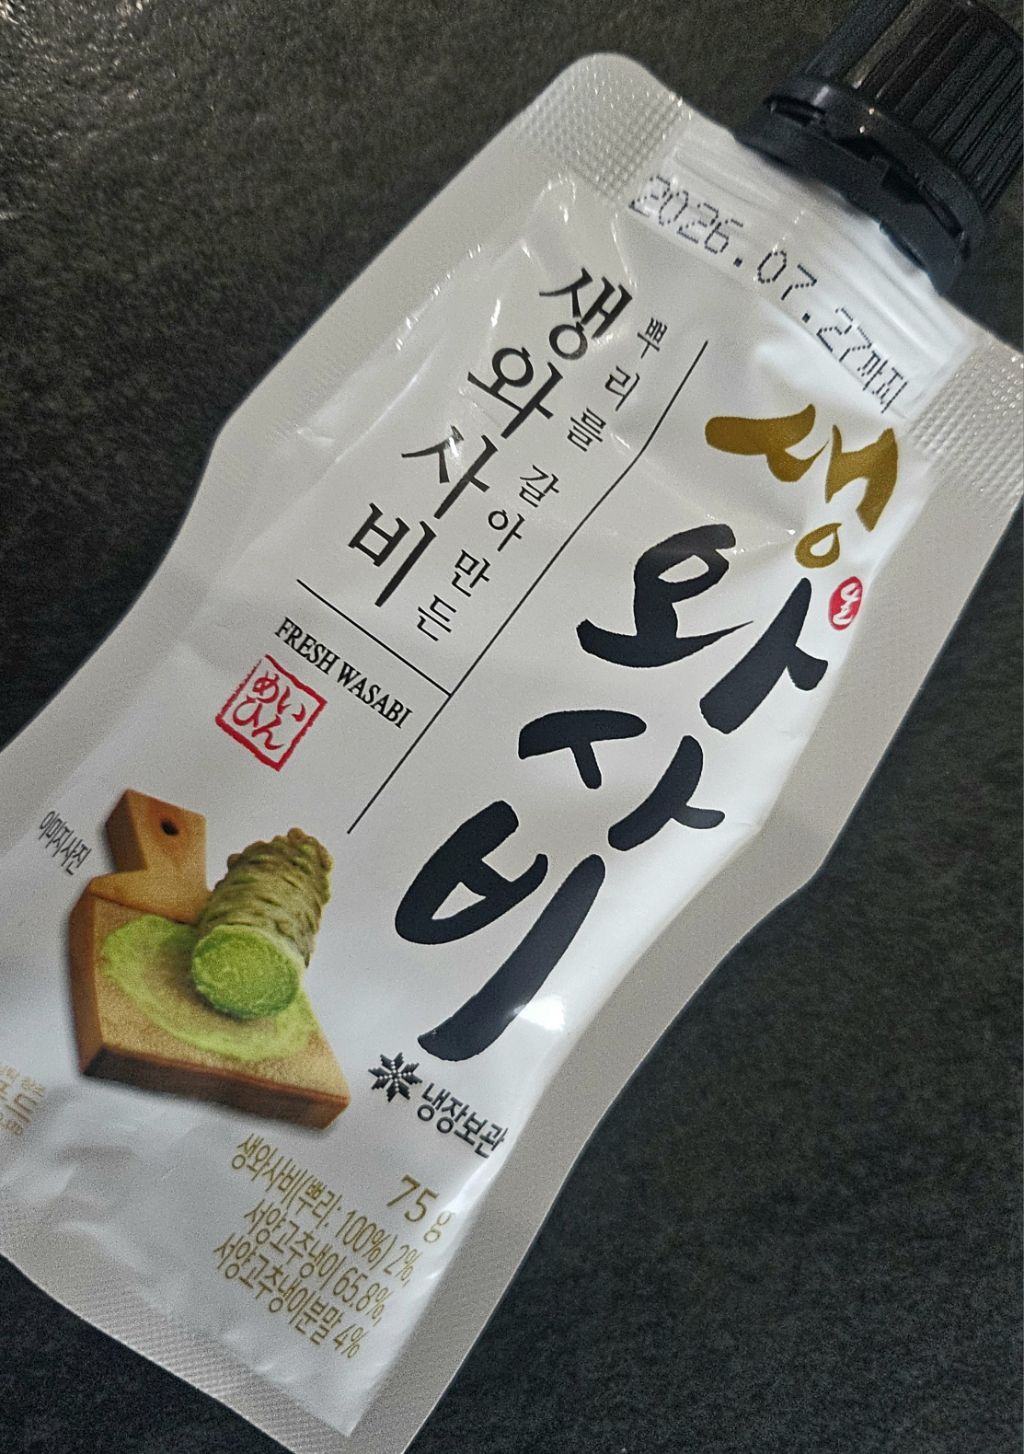 2026.07.27까지
생와사비
뿌리를 갈아 만든
생와사비
FRESH WASABI
めいひん
이미지사진
냉장보관
75g
생와사비(뿌리: 100%) 2%,
서양고추냉이 65.8%,
서양고추냉이분말 4%